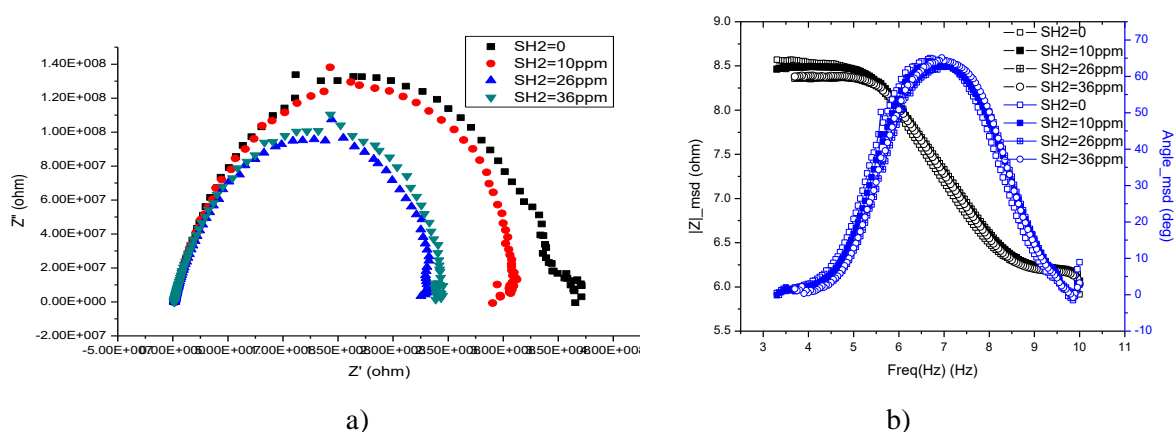 1.40E+008
1.20E+008
1.00E+008
8.00E+007
6.00E+007
4.00E+007
2.00E+007
0.00E+000
-2.00E+007
Z" (ohm)
SH2=0
SH2=10ppm
SH2=26ppm
SH2=36ppm
Z' (ohm)
a)
9.0
8.5
8.0
7.5
7.0
6.5
6.0
5.5
|Z|_msd (ohm)
SH2=0
SH2=10ppm
SH2=26ppm
SH2=36ppm
SH2=0
SH2=10ppm
SH2=26ppm
SH2=36ppm
70
60
50
40
30
20
10
0
-10
Angle_msd (deg)
3 4 5 6 7 8 9 10 11
Freq(Hz) (Hz)
b)